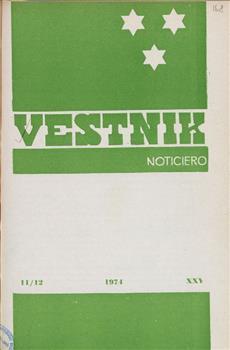 VESTNIK
NOTICIERO
11/12 1974 XXV